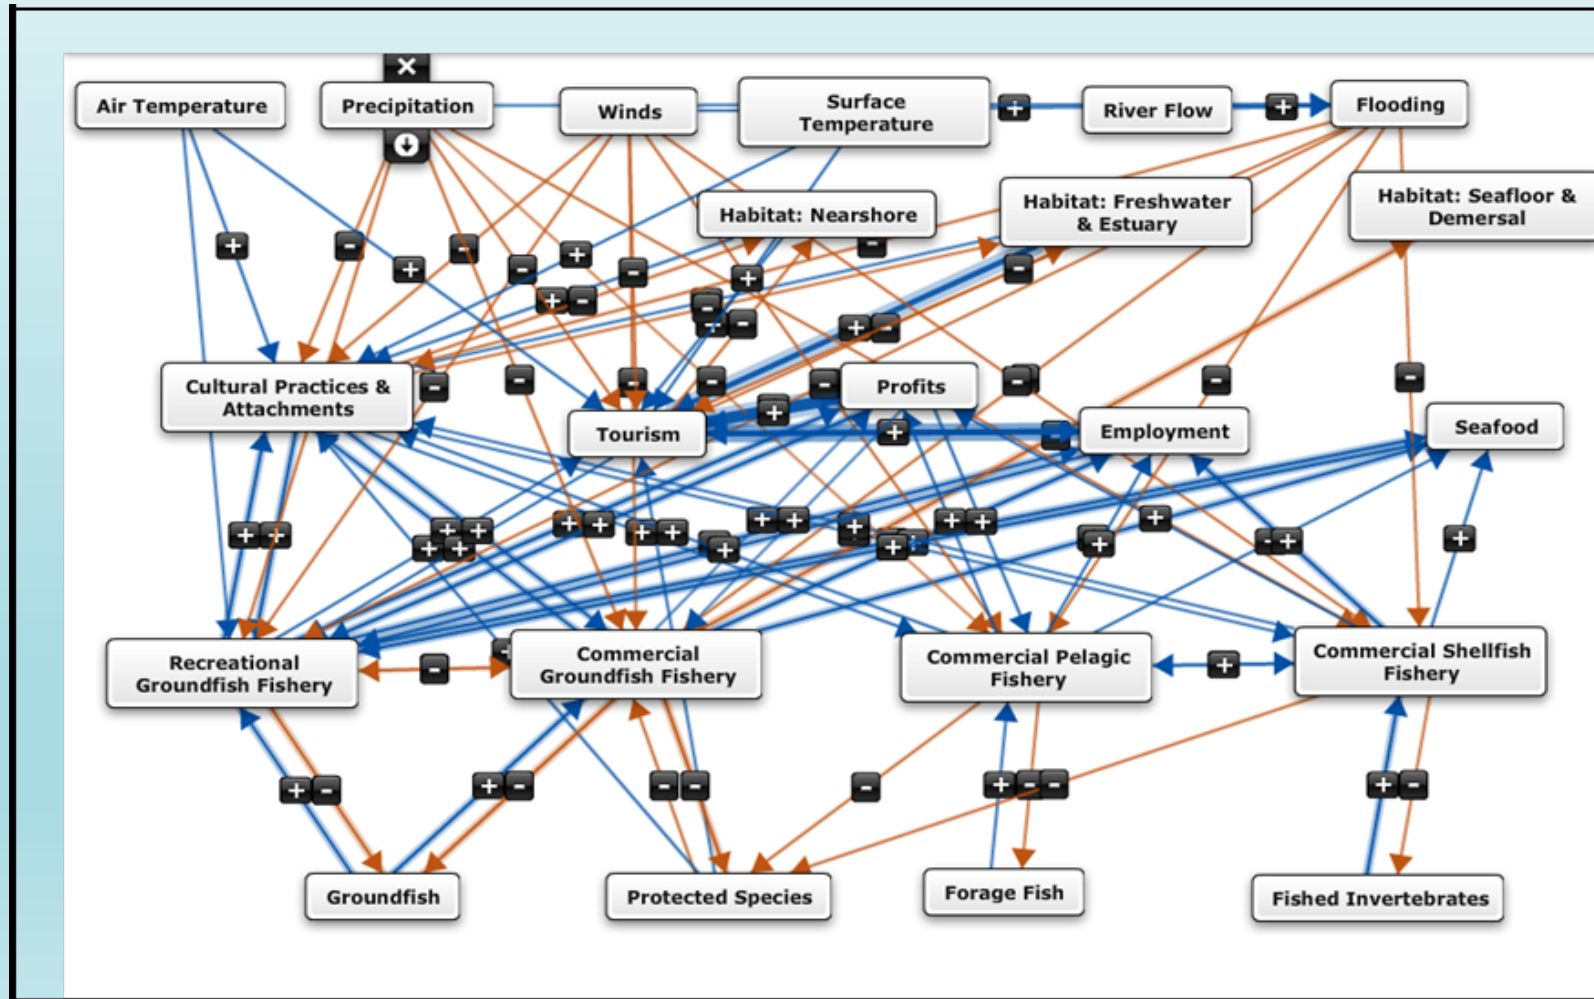 Air Temperature
Precipitation
Winds
Surface
Temperature
River Flow
Flooding
Habitat: Nearshore
Habitat: Freshwater
& Estuary
Habitat: Seafloor &
Demersal
Cultural Practices &
Attachments
Tourism
Profits
Employment
Seafood
Recreational
Groundfish Fishery
Commercial
Groundfish Fishery
Commercial Pelagic
Fishery
Commercial Shellfish
Fishery
Groundfish
Protected Species
Forage Fish
Fished Invertebrates